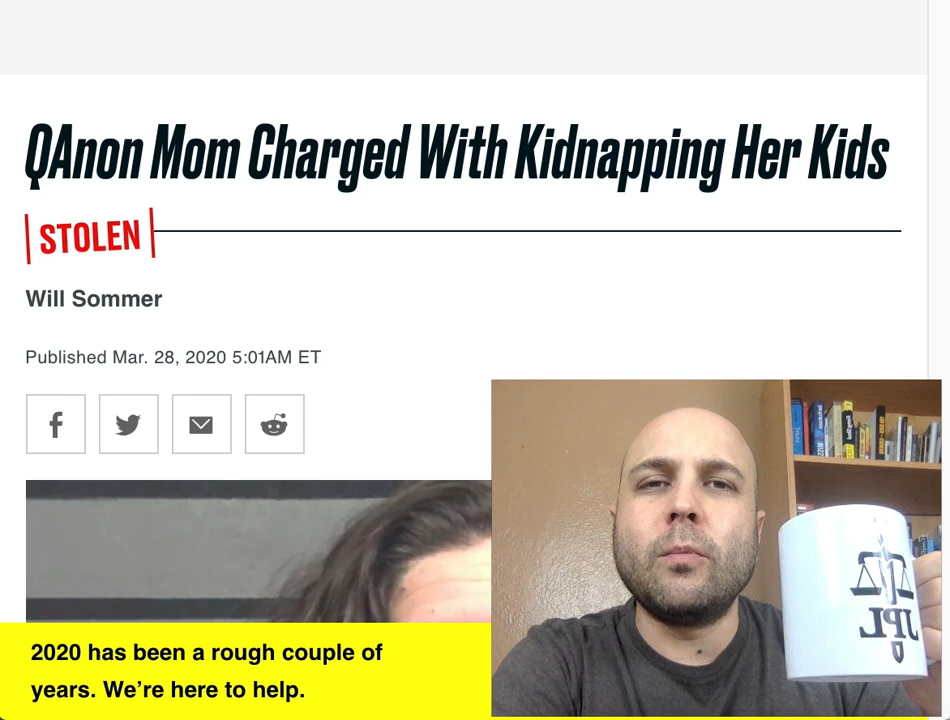 QAnon Mom Charged With Kidnapping Her Kids
STOLEN
Will Sommer
Published Mar. 28, 2020 5:01AM ET
2020 has been a rough couple of
years. We're here to help.
JPL